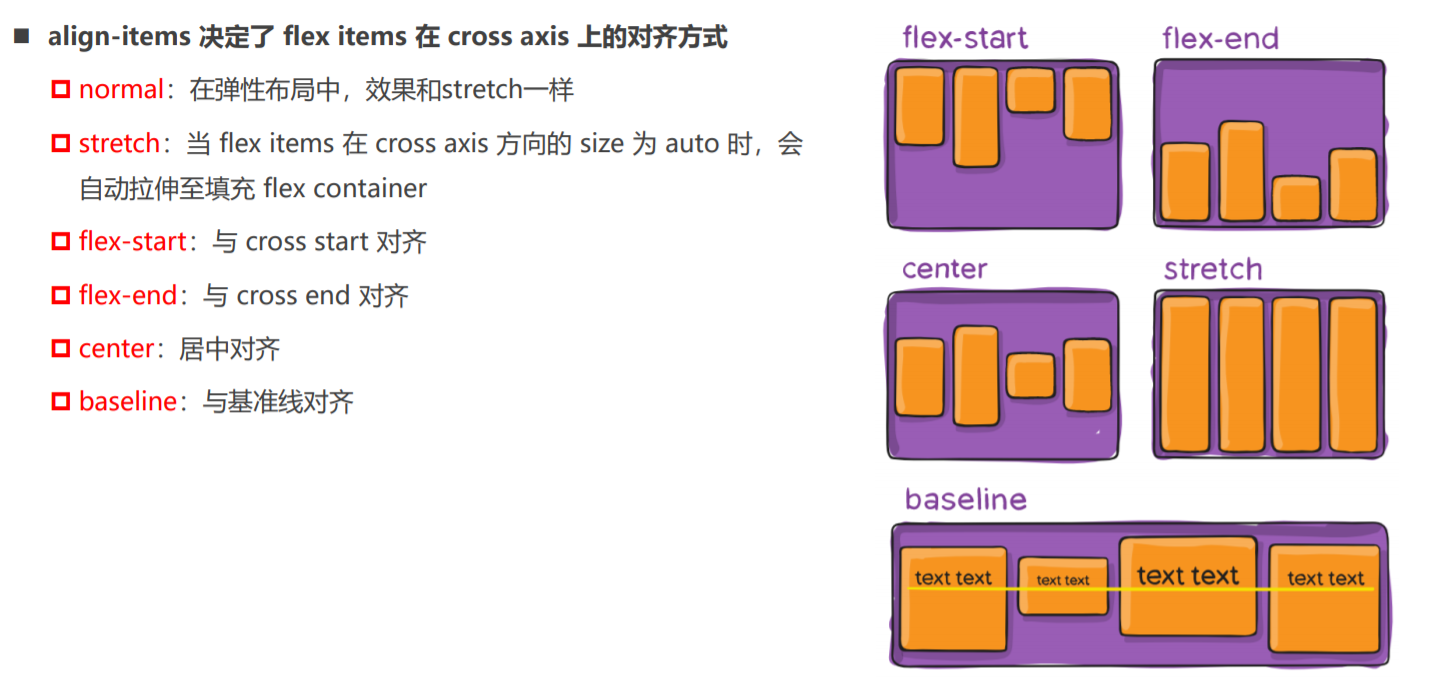 align-items 决定了 flex items 在 cross axis 上的对齐方式
normal：在弹性布局中，效果和stretch一样
stretch：当 flex items 在 cross axis 方向的 size 为 auto 时，会
自动拉伸至填充 flex container
flex-start：与 cross start 对齐
flex-end：与 cross end 对齐
center：居中对齐
baseline：与基准线对齐
flex-start
flex-end
center
stretch
baseline
text text
text text
text text
text text